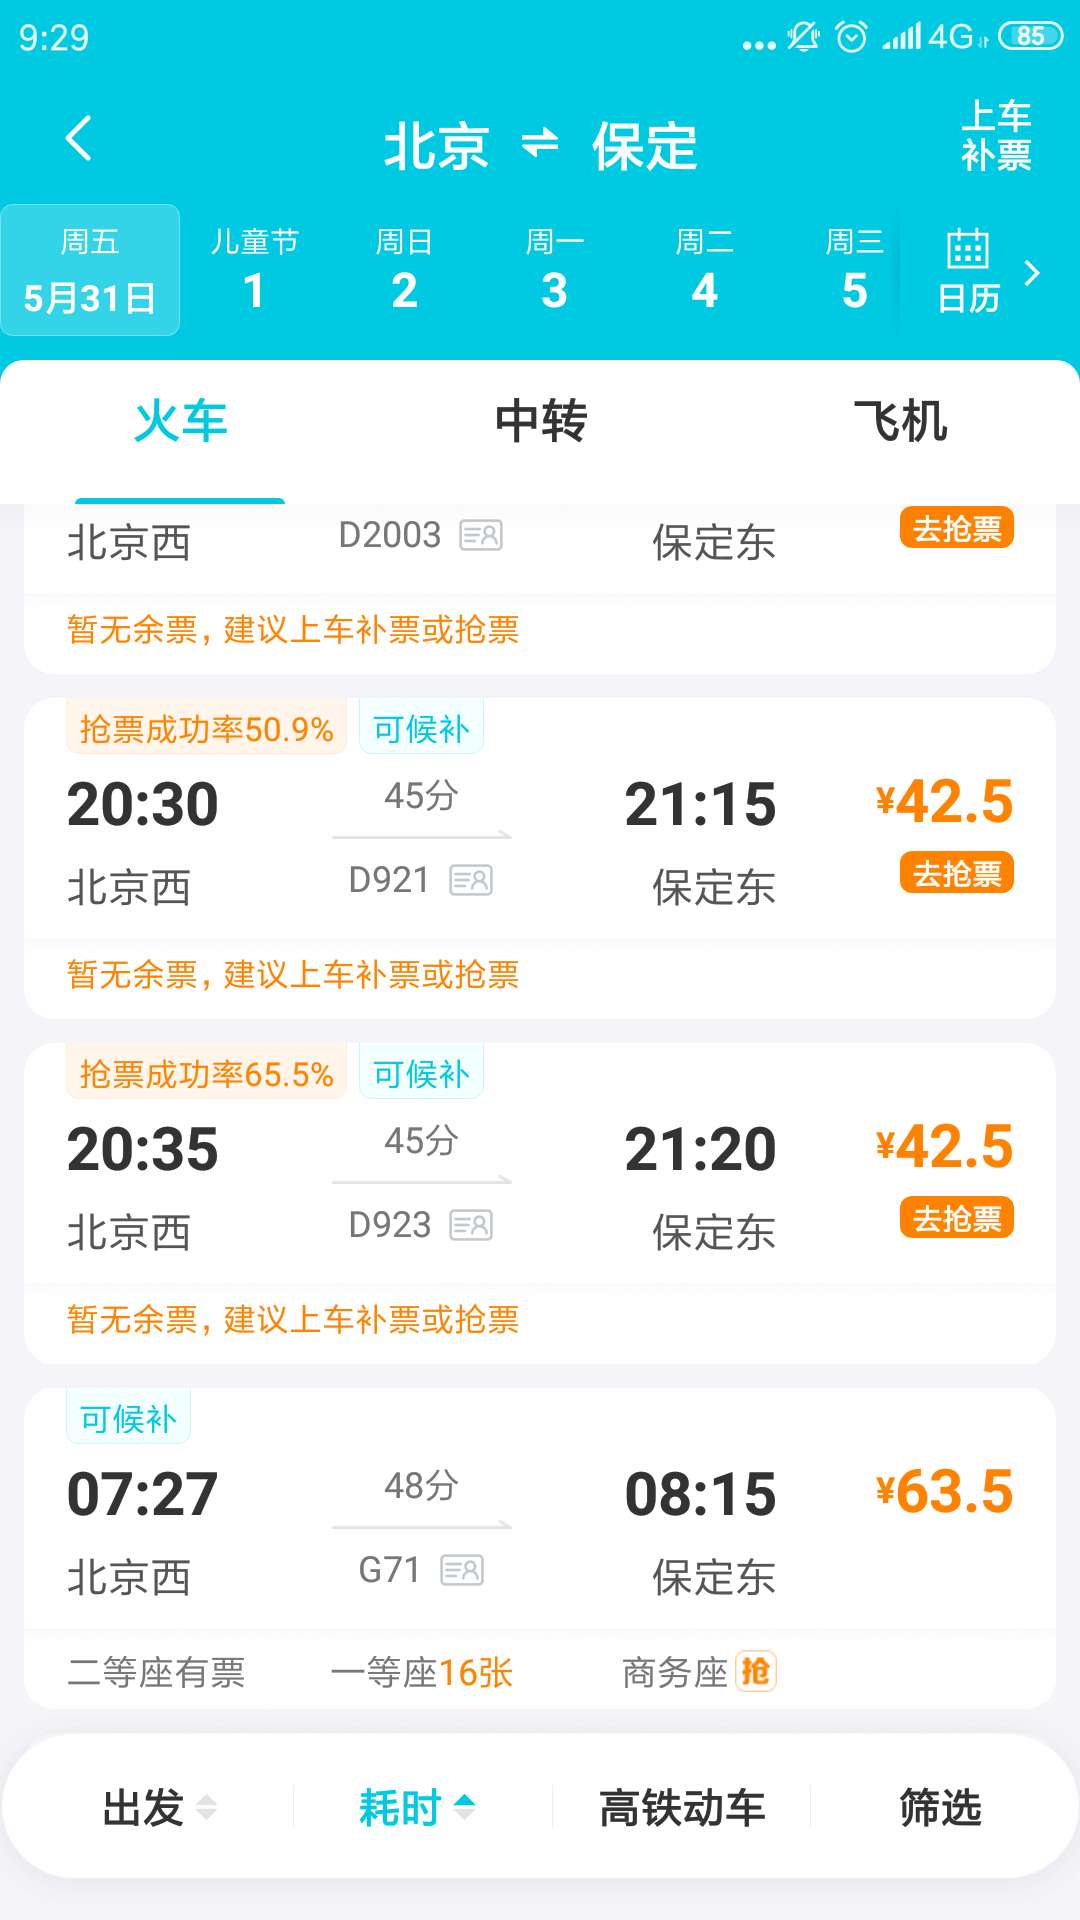 9:29
4G
85
北京 ⇌ 保定
上车
补票
周五 儿童节 周日 周一 周二 周三
5月31日 1 2 3 4 5 日历
火车 中转 飞机
北京西 D2003 保定东 去抢票
暂无余票，建议上车补票或抢票
抢票成功率50.9% 可候补
20:30 45分 21:15 ¥42.5
北京西 D921 保定东 去抢票
暂无余票，建议上车补票或抢票
抢票成功率65.5% 可候补
20:35 45分 21:20 ¥42.5
北京西 D923 保定东 去抢票
暂无余票，建议上车补票或抢票
可候补
07:27 48分 08:15 ¥63.5
北京西 G71 保定东
二等座有票 一等座16张 商务座 抢
出发 耗时 高铁动车 筛选